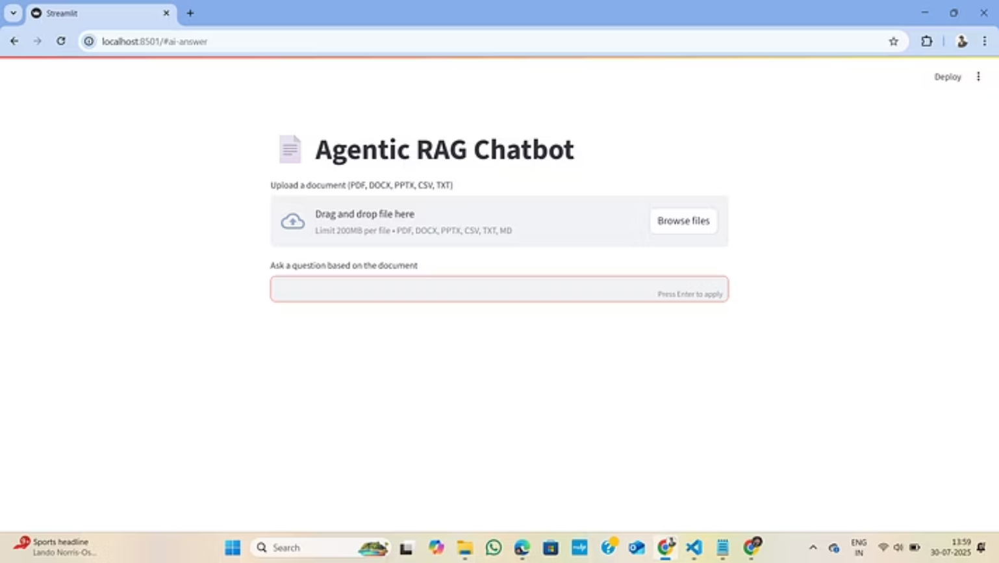 Streamlit
localhost:8501/#ai-answer
Deploy
Agentic RAG Chatbot
Upload a document (PDF, DOCX, PPTX, CSV, TXT)
Drag and drop file here
Limit 200MB per file • PDF, DOCX, PPTX, CSV, TXT, MD
Browse files
Ask a question based on the document
Press Enter to apply
9+
Sports headline
Lando Norris-Os...
Search
ENG
IN
13:59
30-07-2025